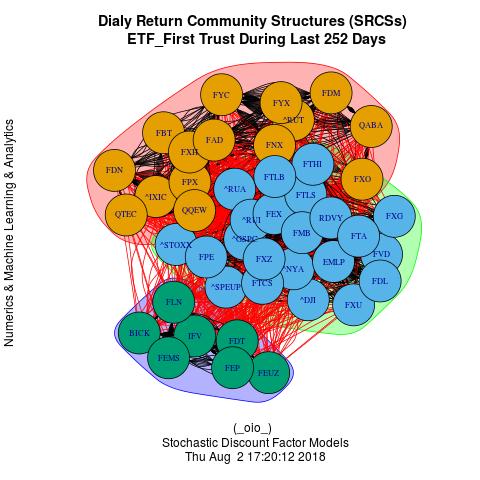 Dialy Return Community Structures (SRCSs)
ETF_First Trust During Last 252 Days
Numerics & Machine Learning & Analytics
FYC
FYX
FDM
^RUT
QABA
FBT
FXH
FAD
FNX
FTHI
FDN
FTLB
FXO
^IXIC
FPX
^RUA
FTLS
QTEC
QQEW
^RUI
FEX
RDVY
FXG
^STOXX
^GSPC
FMB
FTA
FPE
FXZ
EMLP
FVD
^NYA
FDL
^SPEUP
FTCS
^DJI
FXU
FLN
BICK
IFV
FDT
FEMS
FEP
FEUZ
(_oio_)
Stochastic Discount Factor Models
Thu Aug  2 17:20:12 2018